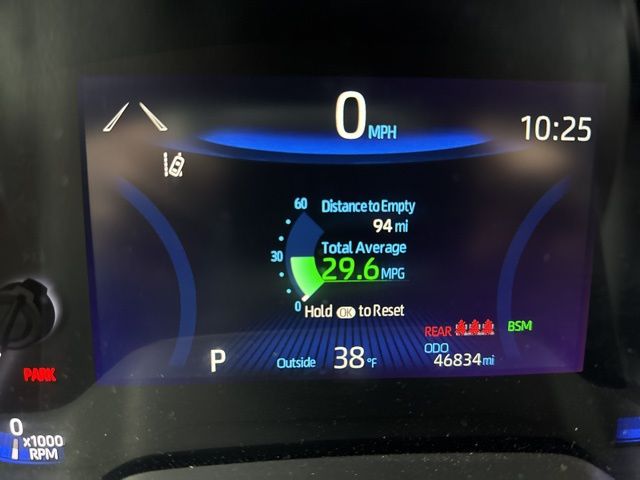 0 MPH
10:25
60
Distance to Empty
94 mi
Total Average
30
29.6 MPG
0
Hold OK to Reset
REAR
BSM
ODO
P
Outside 38°F
46834 mi
PARK
0
x1000
RPM